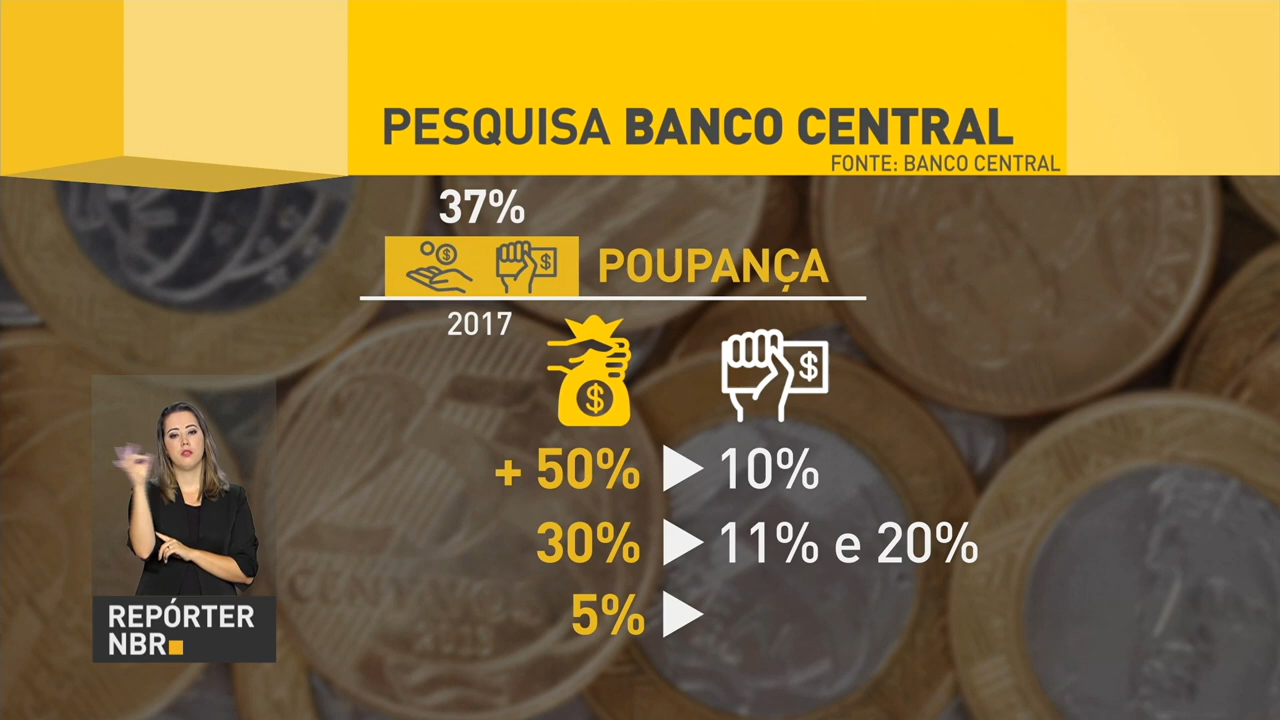 PESQUISA BANCO CENTRAL
FONTE: BANCO CENTRAL
37%
POUPANÇA
2017
+ 50% 10%
30% 11% e 20%
5%
REPÓRTER
NBR